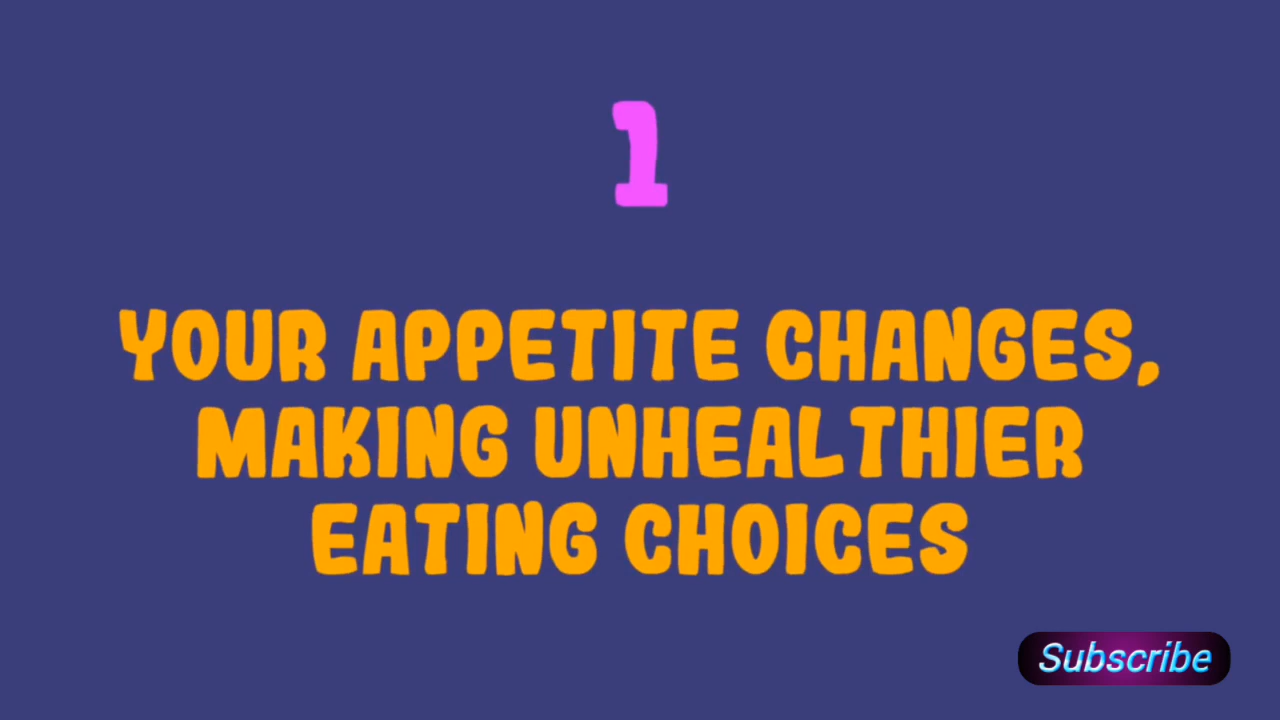 1
YOUR APPETITE CHANGES,
MAKING UNHEALTHIER
EATING CHOICES
Subscribe